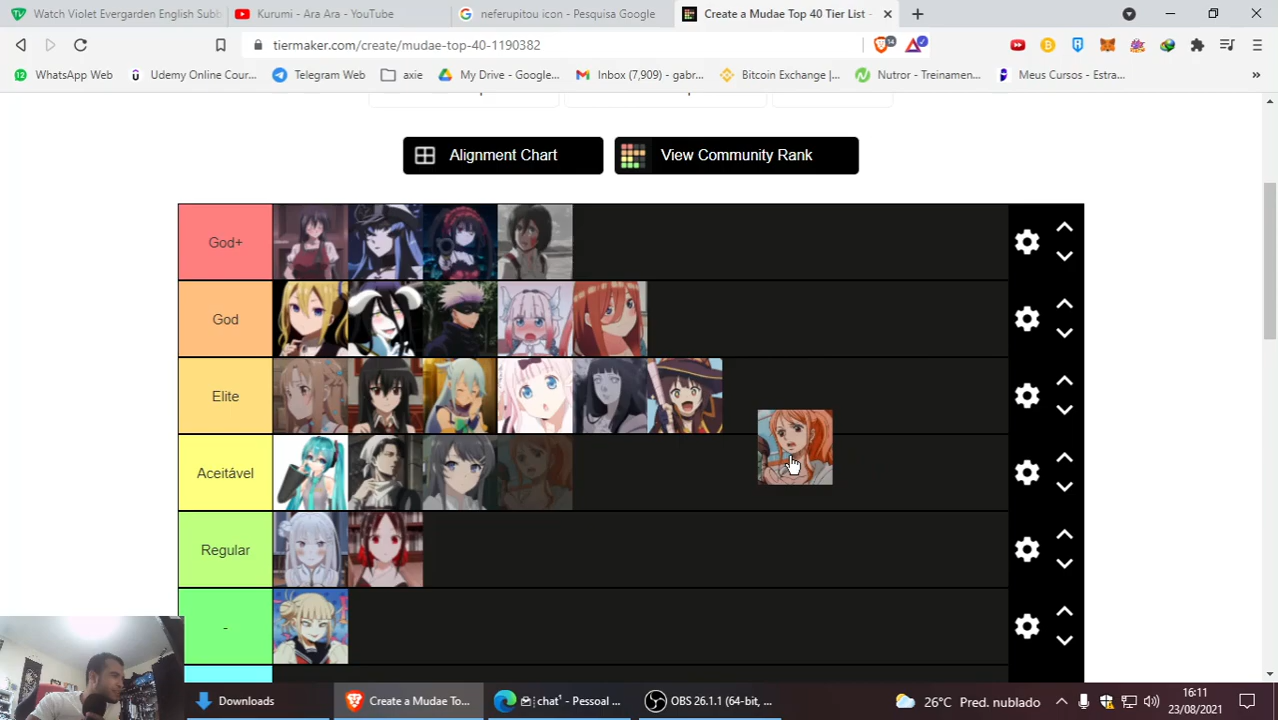 Watch Violet Evergarden English Subb
Kurumi - Ara Ara - YouTube
neferupitou icon - Pesquisa Google
Create a Mudae Top 40 Tier List -
tiermaker.com/create/mudae-top-40-1190382
14
WhatsApp Web
Udemy Online Cour...
Telegram Web
axie
My Drive - Google...
Inbox (7,909) - gabr...
Bitcoin Exchange |...
Nutror - Treinamen...
Meus Cursos - Estra...
Alignment Chart
View Community Rank
God+
God
Elite
Aceitável
Regular
-
Downloads
Create a Mudae To...
chat¹ - Pessoal ...
OBS 26.1.1 (64-bit, ...
26°C Pred. nublado
16:11
23/08/2021